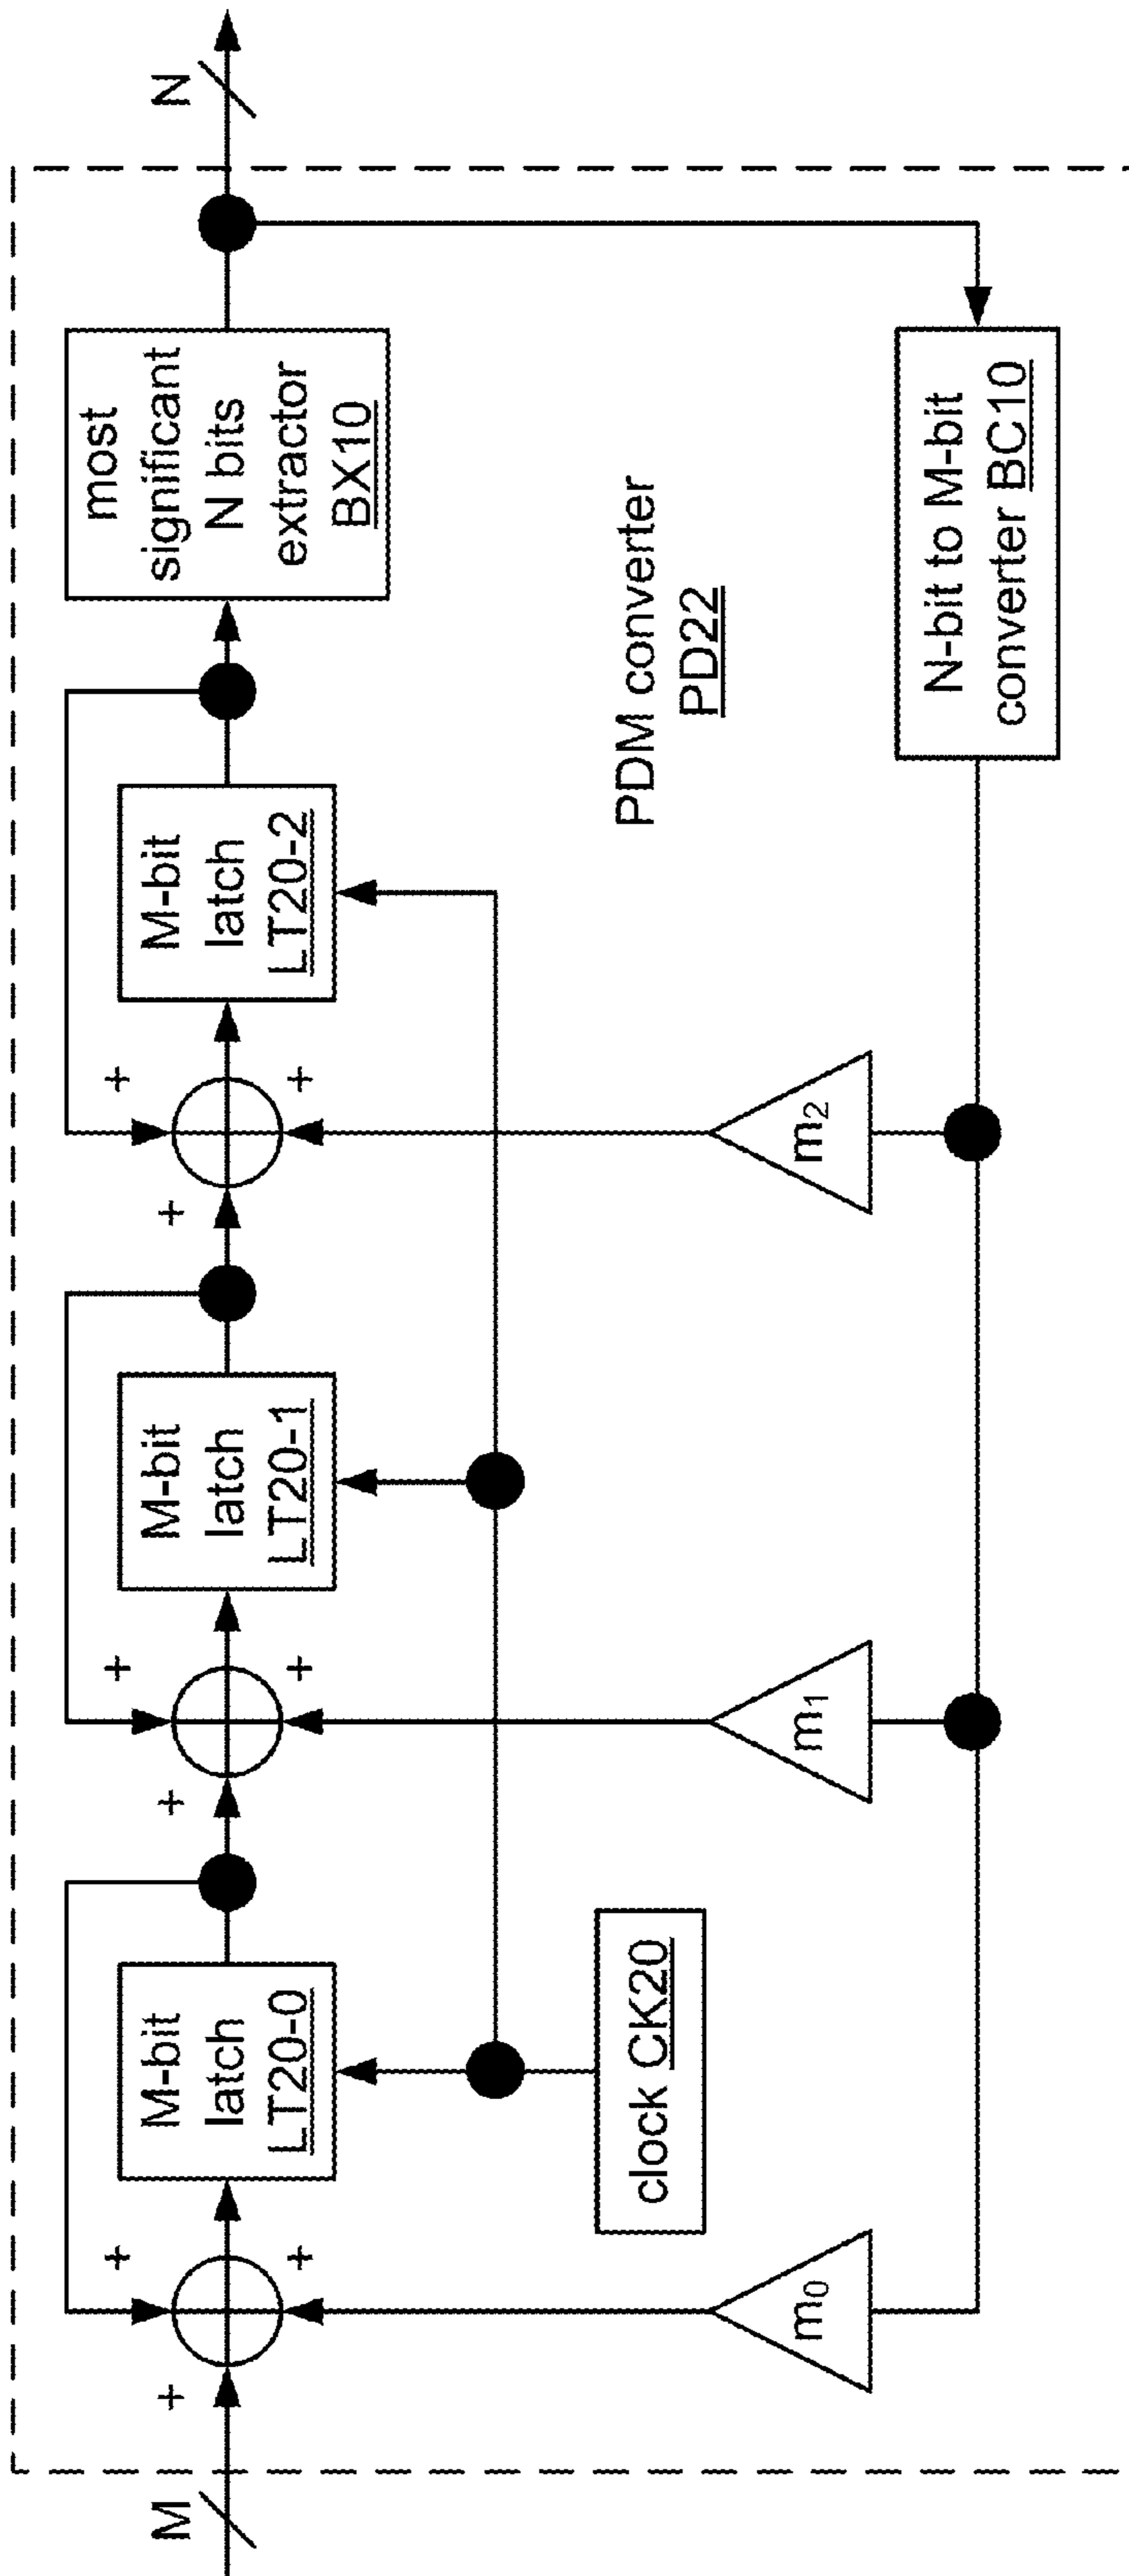 M
+
+
+
M-bit
latch
LT20-0
+
+
+
M-bit
latch
LT20-1
+
+
+
M-bit
latch
LT20-2
most
significant
N bits
extractor
BX10
N
clock CK20
PDM converter
PD22
m0
m1
m2
N-bit to M-bit
converter BC10